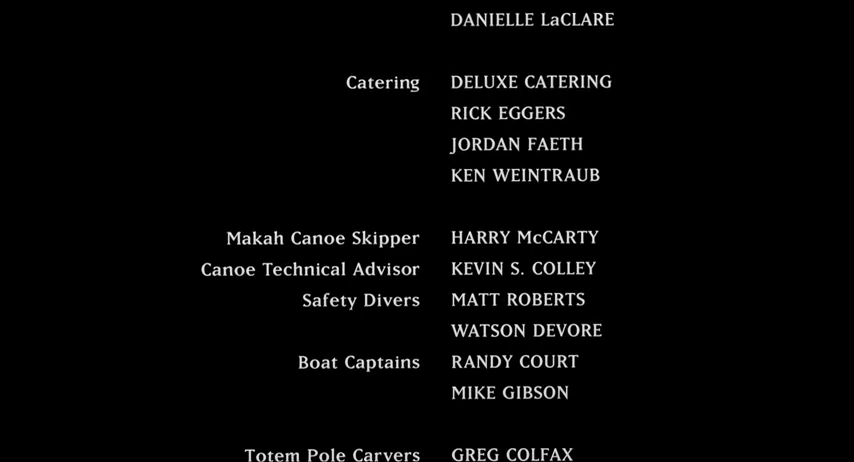 DANIELLE LaCLARE
Catering DELUXE CATERING
RICK EGGERS
JORDAN FAETH
KEN WEINTRAUB
Makah Canoe Skipper HARRY McCARTY
Canoe Technical Advisor KEVIN S. COLLEY
Safety Divers MATT ROBERTS
WATSON DEVORE
Boat Captains RANDY COURT
MIKE GIBSON
Totem Pole Carvers GREG COLFAX